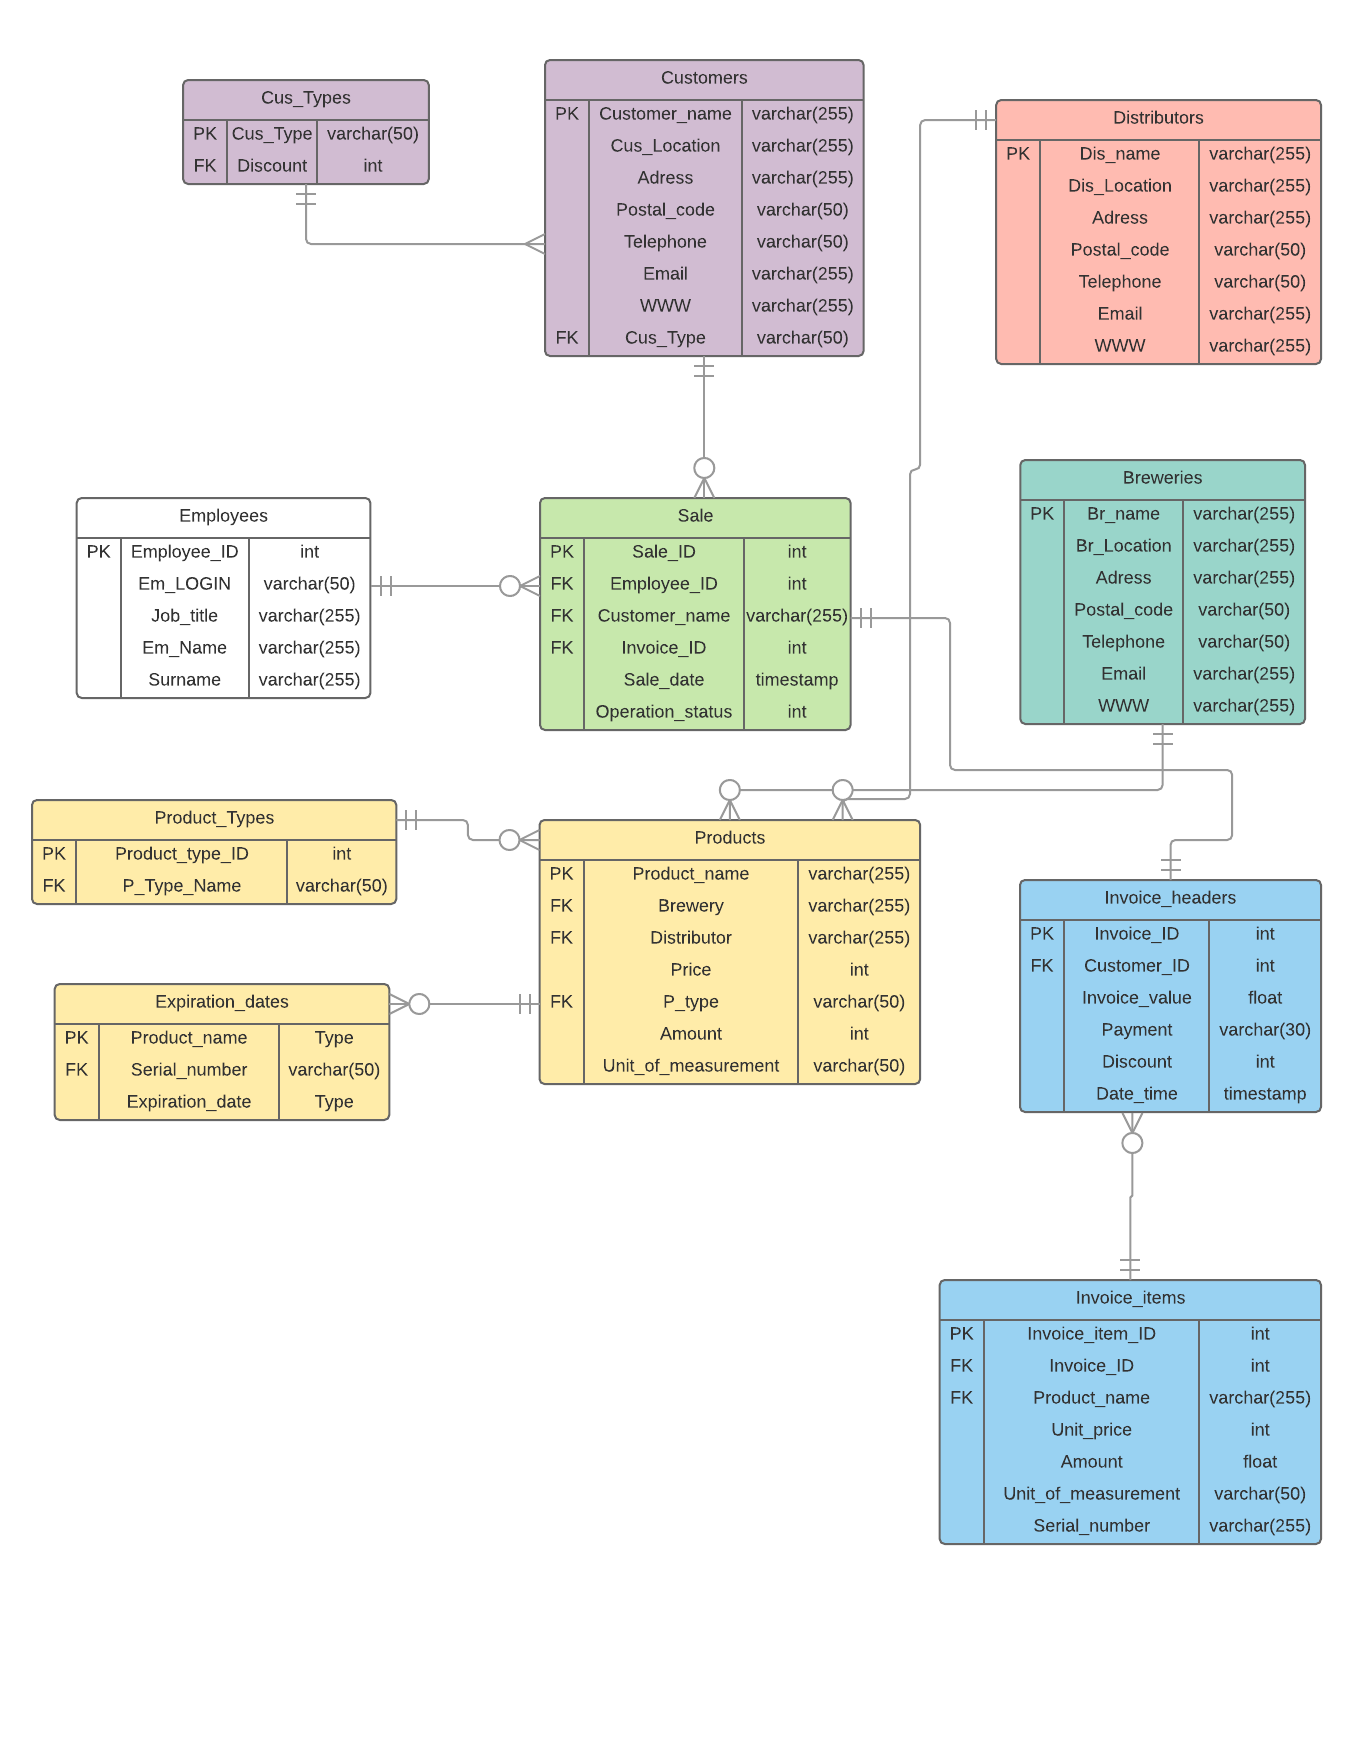 Cus_Types
PK Cus_Type varchar(50)
FK Discount int
Customers
PK Customer_name varchar(255)
Cus_Location varchar(255)
Adress varchar(255)
Postal_code varchar(50)
Telephone varchar(50)
Email varchar(255)
WWW varchar(255)
FK Cus_Type varchar(50)
Distributors
PK Dis_name varchar(255)
Dis_Location varchar(255)
Adress varchar(255)
Postal_code varchar(50)
Telephone varchar(50)
Email varchar(255)
WWW varchar(255)
Employees
PK Employee_ID int
Em_LOGIN varchar(50)
Job_title varchar(255)
Em_Name varchar(255)
Surname varchar(255)
Sale
PK Sale_ID int
FK Employee_ID int
FK Customer_name varchar(255)
FK Invoice_ID int
Sale_date timestamp
Operation_status int
Breweries
PK Br_name varchar(255)
Br_Location varchar(255)
Adress varchar(255)
Postal_code varchar(50)
Telephone varchar(50)
Email varchar(255)
WWW varchar(255)
Product_Types
PK Product_type_ID int
FK P_Type_Name varchar(50)
Products
PK Product_name varchar(255)
FK Brewery varchar(255)
FK Distributor varchar(255)
Price int
FK P_type varchar(50)
Amount int
Unit_of_measurement varchar(50)
Expiration_dates
PK Product_name Type
FK Serial_number varchar(50)
Expiration_date Type
Invoice_headers
PK Invoice_ID int
FK Customer_ID int
Invoice_value float
Payment varchar(30)
Discount int
Date_time timestamp
Invoice_items
PK Invoice_item_ID int
FK Invoice_ID int
FK Product_name varchar(255)
Unit_price int
Amount float
Unit_of_measurement varchar(50)
Serial_number varchar(255)